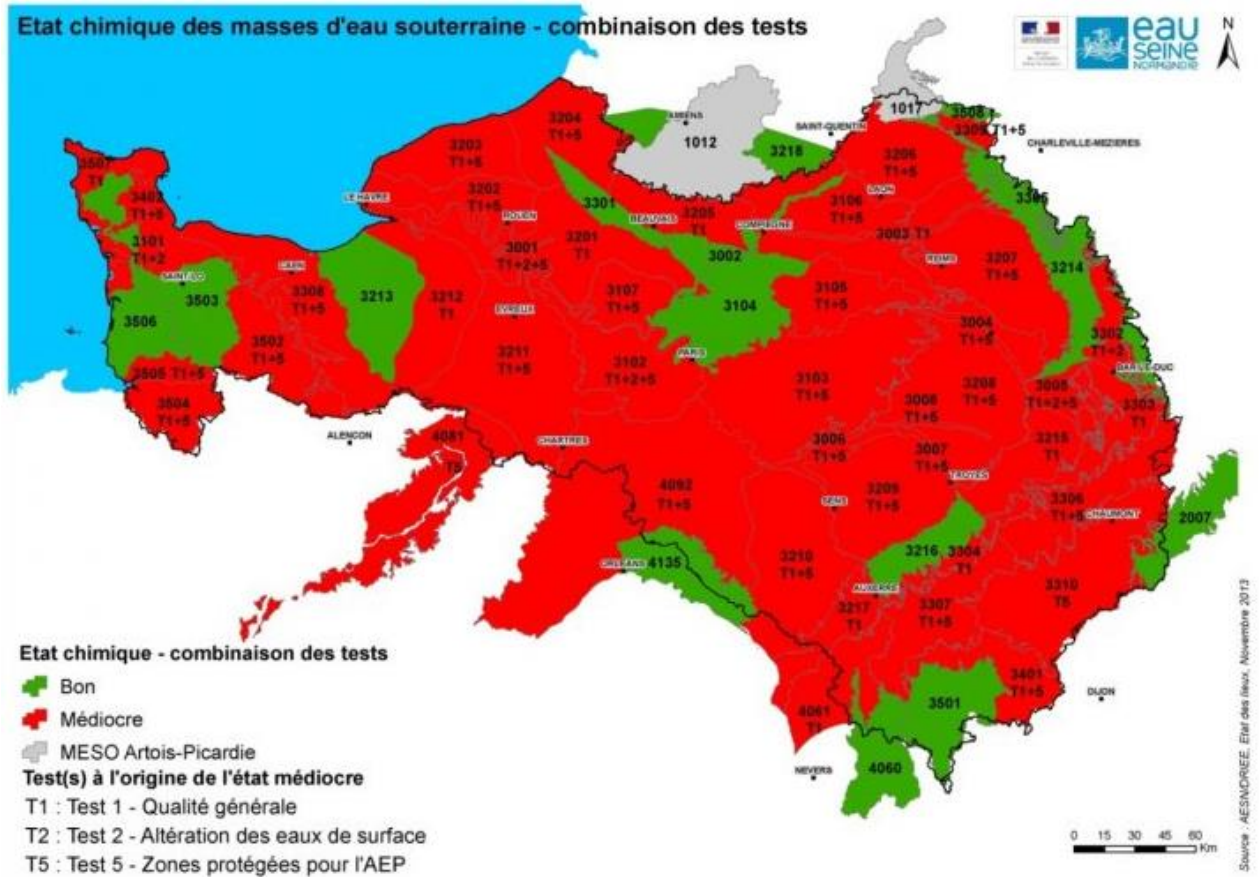 Etat chimique des masses d'eau souterraine - combinaison des tests
eau
SEINE
NORMANDIE
N
3204
T1+5
AMIENS
1012
SAINT-QUENTIN
1017
3508
T1+5
CHARLEVILLE-MEZIERES
3218
3507
T1
3402
T1+5
3101
T1+2
3203
T1+5
LE HAVRE
3202
T1+5
ROUEN
3301
BEAUVAIS
3205
T1
COMPIEGNE
3206
T1+5
LAON
3106
T1+5
3003 T1
REIMS
3207
T1+5
3214
3001
T1+2+5
3201
T1
3002
3104
3105
T1+5
3107
T1+5
SAINT-LO
CAEN
3503
3506
3308
T1+5
3213
3212
T1
EVREUX
3211
T1+5
3102
T1+2+5
PARIS
3004
T1+5
3302
T1+2
BAR-LE-DUC
3502
T1+5
3505 T1+5
3504
T1+5
3103
T1+5
3208
T1+5
3005
T1+2+5
3303
T1
3008
T1+5
3006
T1+5
3007
T1+5
TROYES
3215
T1
ALENCON
4081
T5
CHARTRES
4092
T1+5
SENS
3209
T1+5
3306
T1+5
CHAUMONT
2007
ORLEANS
4135
3210
T1+5
3216
3304
T1
AUXERRE
3217
T1
3307
T1+5
3310
T5
3401
T1+5
DIJON
3501
4061
T1
NEVERS
4060
Etat chimique - combinaison des tests
Bon
Médiocre
MESO Artois-Picardie
Test(s) à l'origine de l'état médiocre
T1 : Test 1 - Qualité générale
T2 : Test 2 - Altération des eaux de surface
T5 : Test 5 - Zones protégées pour l'AEP
0 15 30 45 60
Km
Source : AESN/DRIEE, Etat des lieux, Novembre 2013